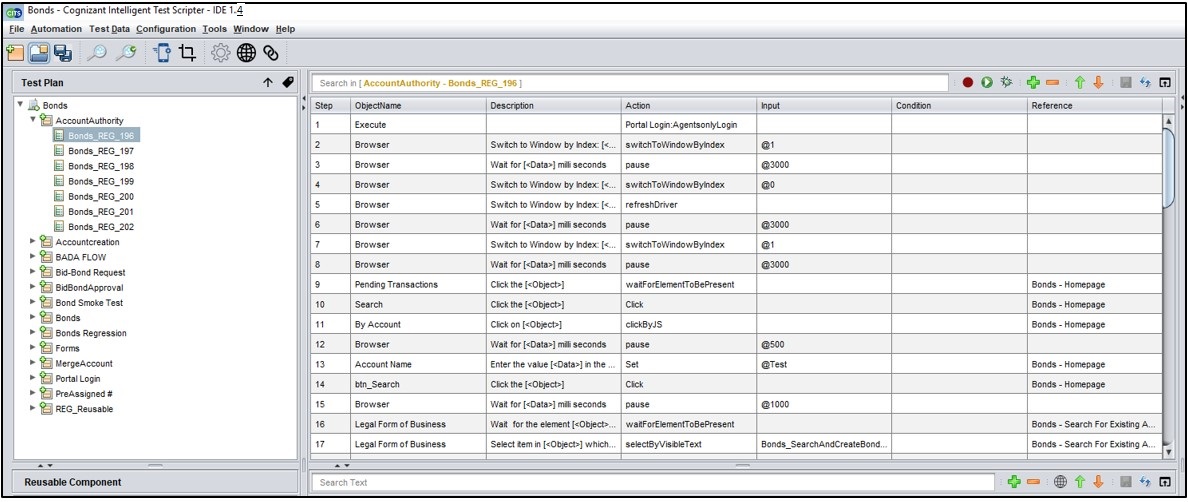 CITS Bonds - Cognizant Intelligent Test Scripter - IDE 1.4
File Automation Test Data Configuration Tools Window Help
Test Plan
Bonds
AccountAuthority
Bonds_REG_196
Bonds_REG_197
Bonds_REG_198
Bonds_REG_199
Bonds_REG_200
Bonds_REG_201
Bonds_REG_202
Accountcreation
BADA FLOW
Bid-Bond Request
BidBondApproval
Bond Smoke Test
Bonds
Bonds Regression
Forms
MergeAccount
Portal Login
PreAssigned #
REG_Reusable
Reusable Component
Search in [ AccountAuthority - Bonds_REG_196 ]
Step ObjectName Description Action Input Condition Reference
1 Execute Portal Login:AgentsonlyLogin
2 Browser Switch to Window by Index: [<... switchToWindowByIndex @1
3 Browser Wait for [<Data>] milli seconds pause @3000
4 Browser Switch to Window by Index: [<... switchToWindowByIndex @0
5 Browser Switch to Window by Index: [<... refreshDriver
6 Browser Wait for [<Data>] milli seconds pause @3000
7 Browser Switch to Window by Index: [<... switchToWindowByIndex @1
8 Browser Wait for [<Data>] milli seconds pause @3000
9 Pending Transactions Click the [<Object>] waitForElementToBePresent Bonds - Homepage
10 Search Click the [<Object>] Click Bonds - Homepage
11 By Account Click on [<Object>] clickByJS Bonds - Homepage
12 Browser Wait for [<Data>] milli seconds pause @500
13 Account Name Enter the value [<Data>] in the ... Set @Test Bonds - Homepage
14 btn_Search Click the [<Object>] Click Bonds - Homepage
15 Browser Wait for [<Data>] milli seconds pause @1000
16 Legal Form of Business Wait for the element [<Object>... waitForElementToBePresent Bonds - Search For Existing A...
17 Legal Form of Business Select item in [<Object>] which... selectByVisibleText Bonds_SearchAndCreateBond... Bonds - Search For Existing A...
Search Text